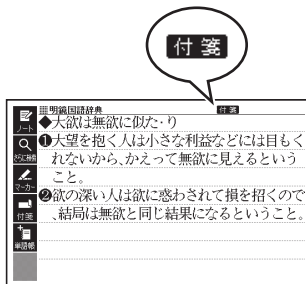 付箋
明鏡国語辞典
付箋
◆大欲は無欲に似た・り
❶大望を抱く人は小さな利益などには目もく
れないから、かえって無欲に見えるという
こと。
❷欲の深い人は欲に惑わされて損を招くので
、結局は無欲と同じ結果になるということ。
ノート
さらに検索
マーカー
付箋
単語帳